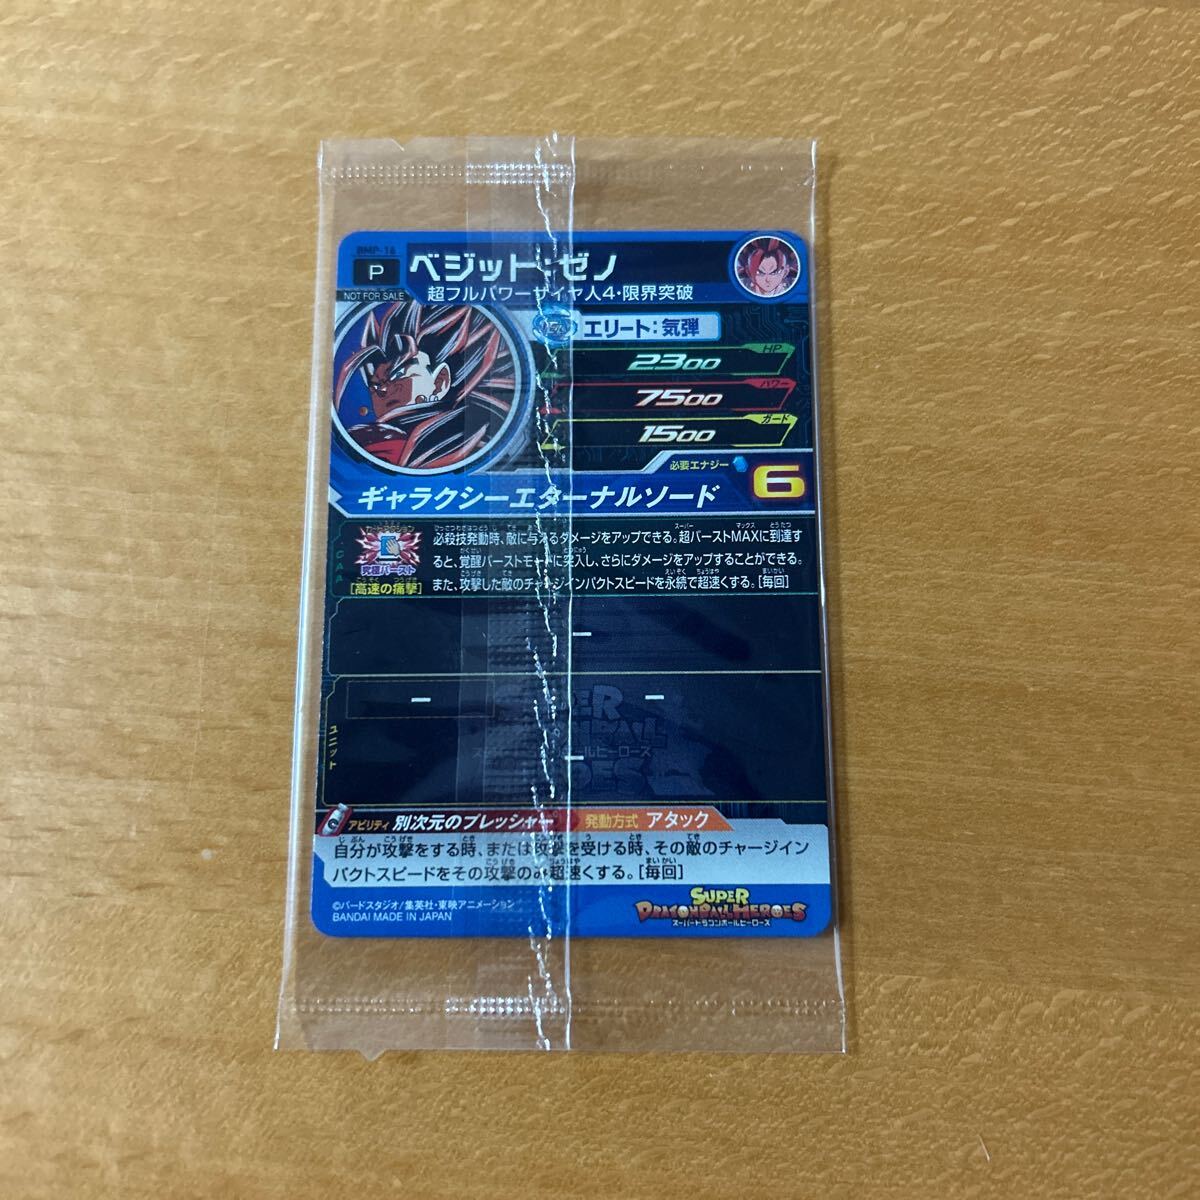 BMP-16
P
NOT FOR SALE
ベジット:ゼノ
超フルパワーサイヤ人4・限界突破
エリート:気弾
HP
2300
パワー
7500
ガード
1500
必要エナジー
6
ギャラクシーエターナルソード
CAA
カードアクション
究極バースト
[高速の痛撃]
必殺技発動時、敵に与えるダメージをアップできる。超バーストMAXに到達す
ると、覚醒バーストモードに突入し、さらにダメージをアップすることができる。
また、攻撃した敵のチャージインパクトスピードを永続で超速くする。[毎回]
ー
ユニット
ー ー
ー
アビリティ 別次元のプレッシャー 発動方式 アタック
自分が攻撃をする時、または攻撃を受ける時、その敵のチャージイン
パクトスピードをその攻撃のみ超速くする。[毎回]
©バードスタジオ/集英社・東映アニメーション
BANDAI MADE IN JAPAN
SUPER
DRAGONBALL HEROES
スーパードラゴンボールヒーローズ